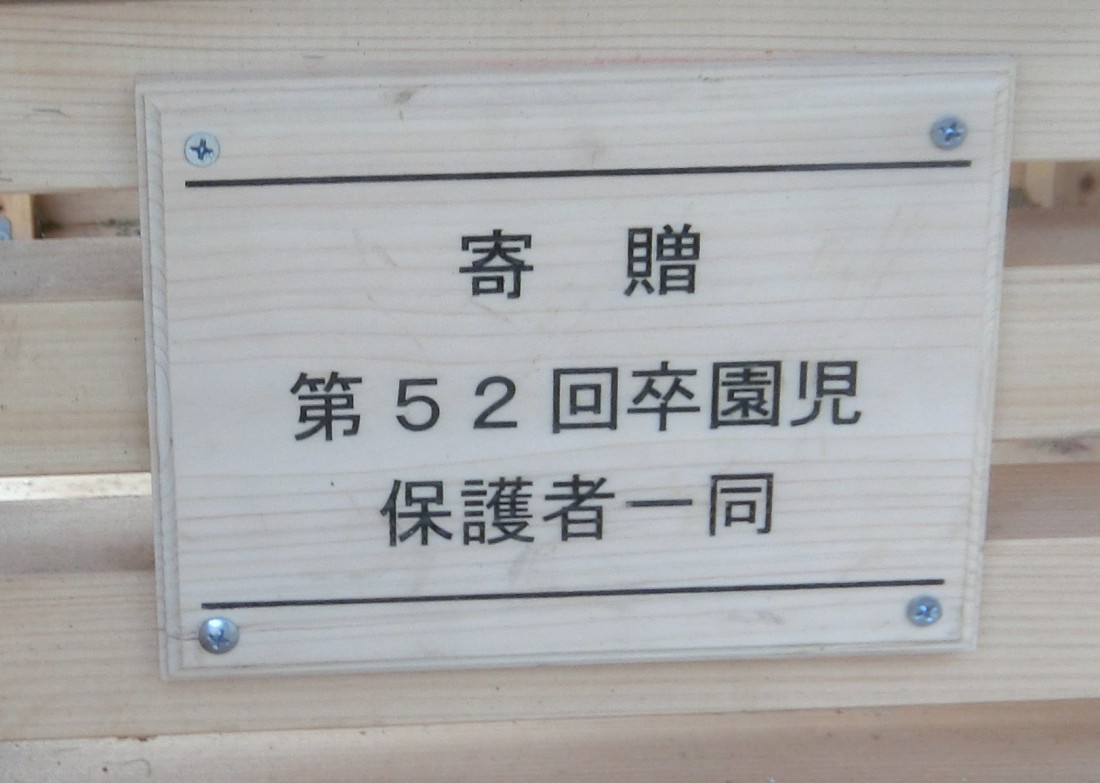 寄　贈
第５２回卒園児
保護者一同